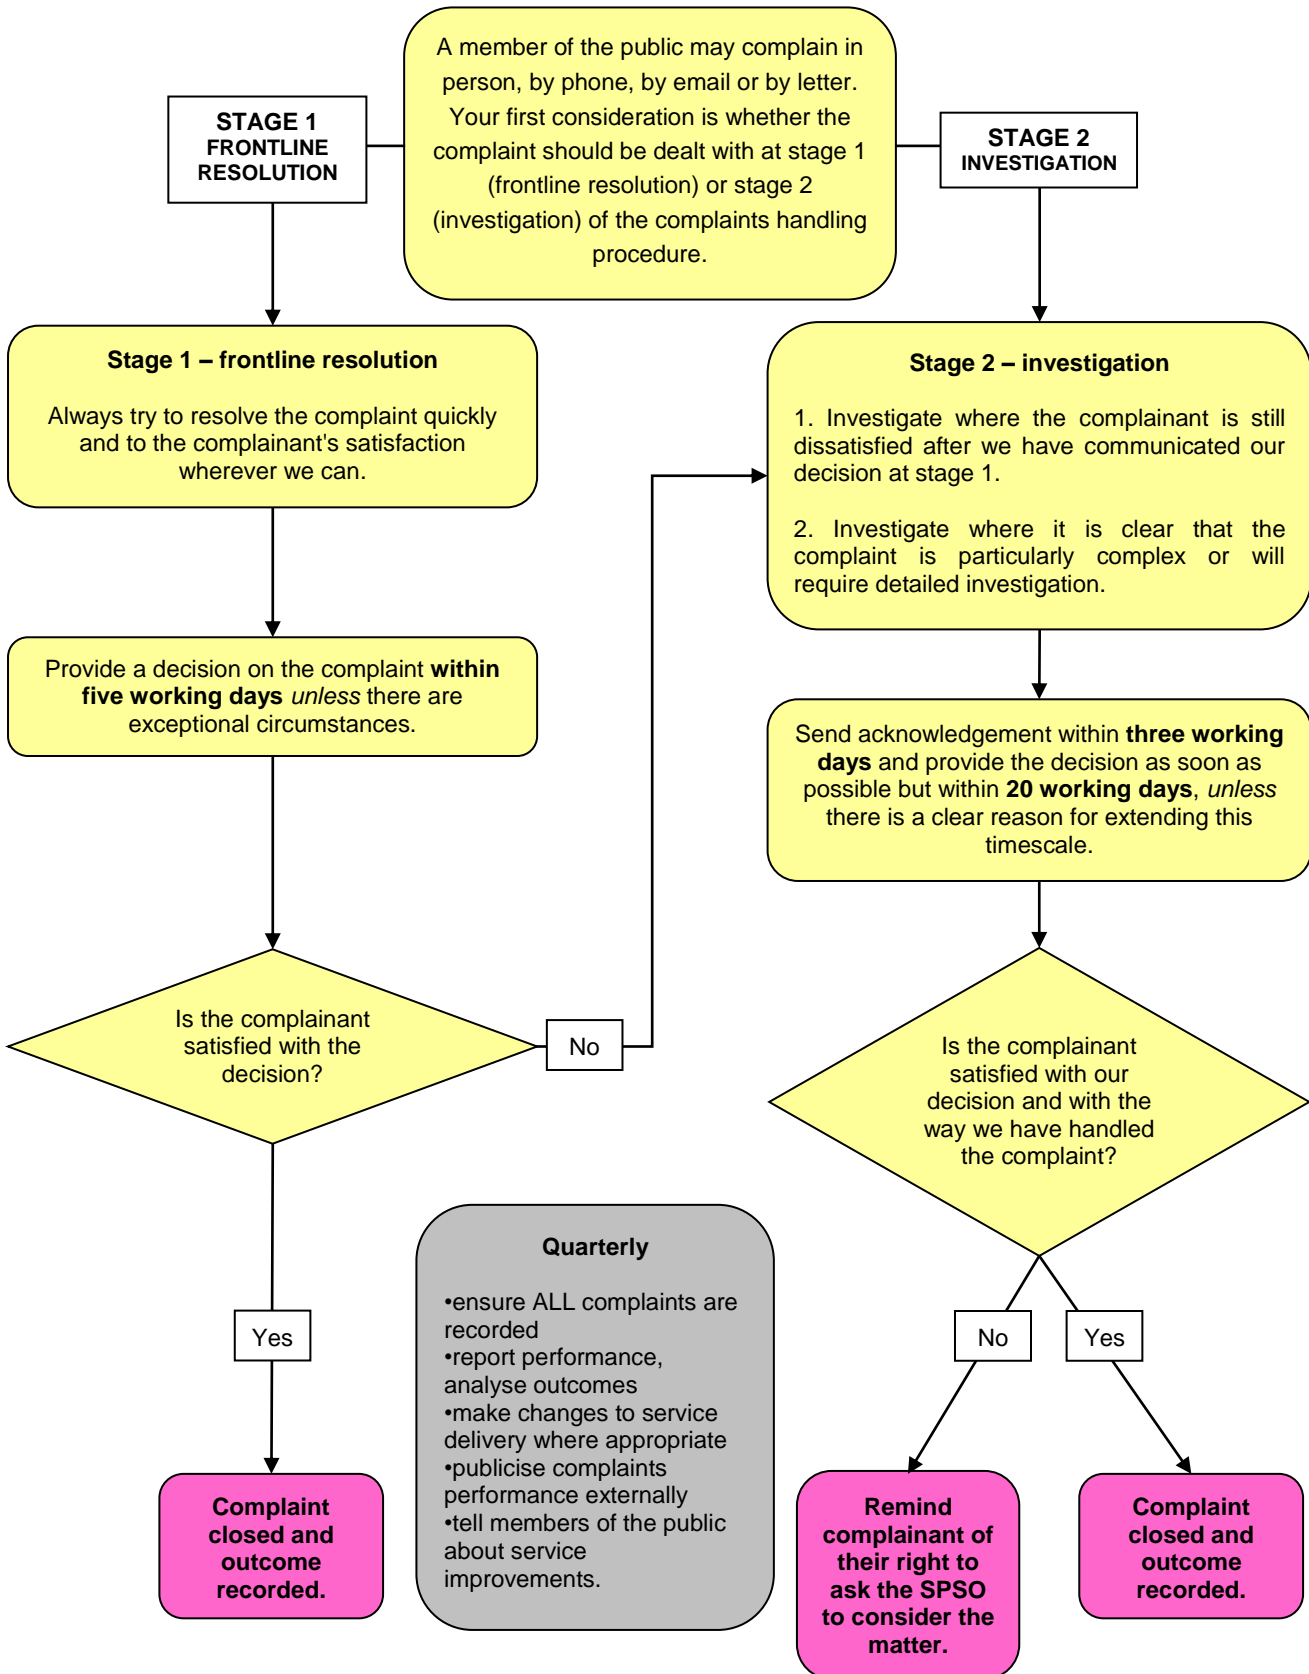 A member of the public may complain in
person, by phone, by email or by letter.
Your first consideration is whether the
complaint should be dealt with at stage 1
(frontline resolution) or stage 2
(investigation) of the complaints handling
procedure.
STAGE 1
FRONTLINE
RESOLUTION
STAGE 2
INVESTIGATION
Stage 1 – frontline resolution
Always try to resolve the complaint quickly
and to the complainant's satisfaction
wherever we can.
Provide a decision on the complaint within
five working days unless there are
exceptional circumstances.
Is the complainant
satisfied with the
decision?
No
Yes
Complaint
closed and
outcome
recorded.
Stage 2 – investigation
1. Investigate where the complainant is still
dissatisfied after we have communicated our
decision at stage 1.
2. Investigate where it is clear that the
complaint is particularly complex or will
require detailed investigation.
Send acknowledgement within three working
days and provide the decision as soon as
possible but within 20 working days, unless
there is a clear reason for extending this
timescale.
Is the complainant
satisfied with our
decision and with the
way we have handled
the complaint?
No
Yes
Remind
complainant of
their right to
ask the SPSO
to consider the
matter.
Complaint
closed and
outcome
recorded.
Quarterly
•ensure ALL complaints are
recorded
•report performance,
analyse outcomes
•make changes to service
delivery where appropriate
•publicise complaints
performance externally
•tell members of the public
about service
improvements.